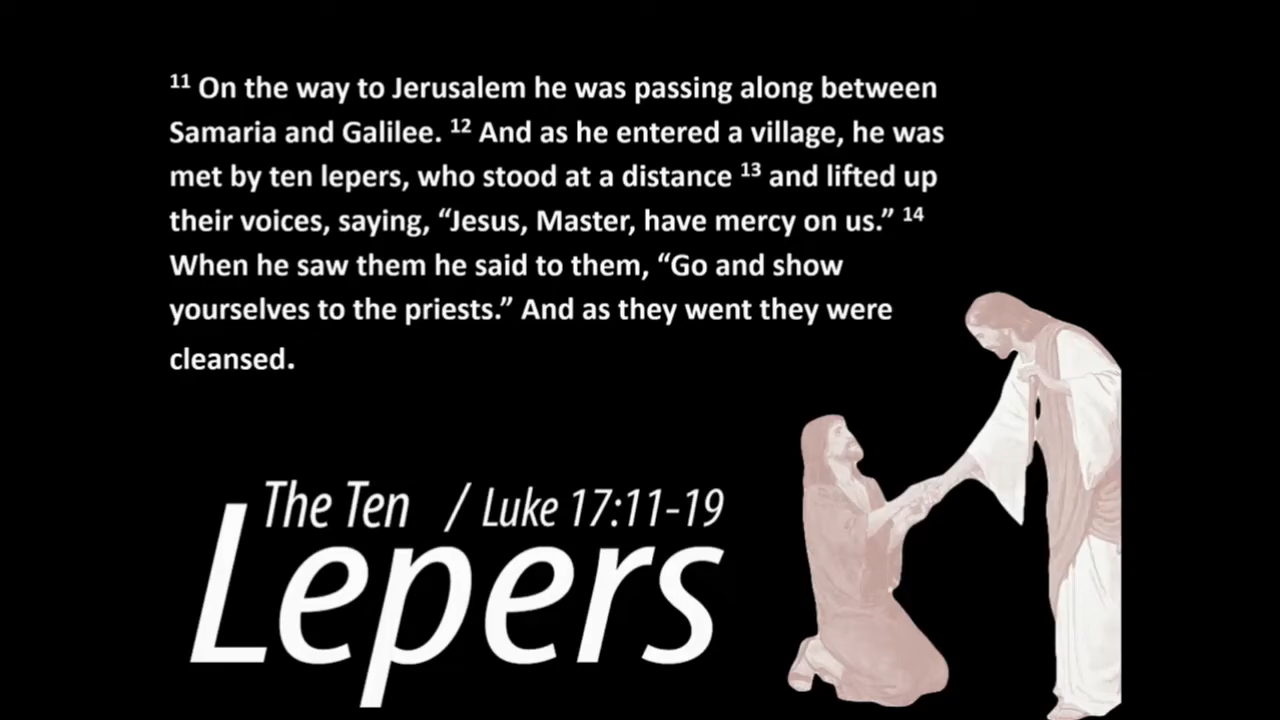 ¹¹ On the way to Jerusalem he was passing along between
Samaria and Galilee. ¹² And as he entered a village, he was
met by ten lepers, who stood at a distance ¹³ and lifted up
their voices, saying, “Jesus, Master, have mercy on us.” ¹⁴
When he saw them he said to them, “Go and show
yourselves to the priests.” And as they went they were
cleansed.
The Ten / Luke 17:11-19
Lepers